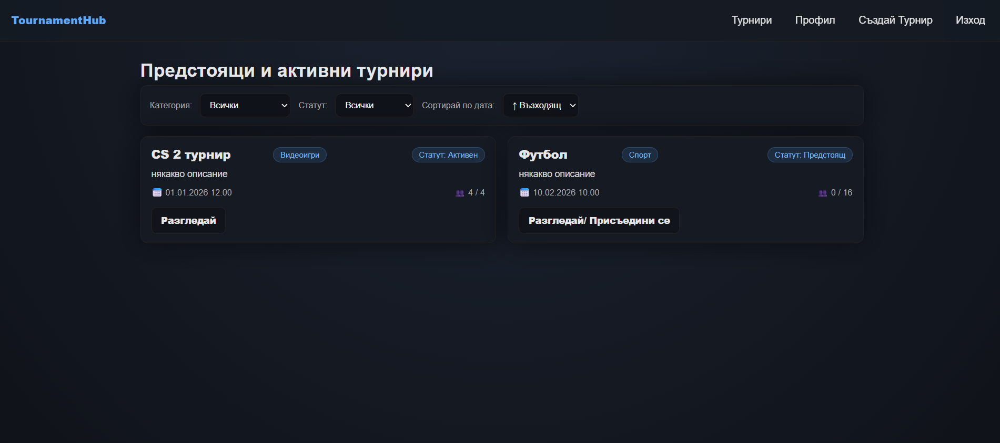 TournamentHub
Турнири Профил Създай Турнир Изход
Предстоящи и активни турнири
Категория: Всички Статут: Всички Сортирай по дата: ↑ Възходящ
CS 2 турнир Видеоигри Статут: Активен
някакво описание
01.01.2026 12:00 4 / 4
Разгледай
Футбол Спорт Статут: Предстоящ
някакво описание
10.02.2026 10:00 0 / 16
Разгледай/ Присъедини се